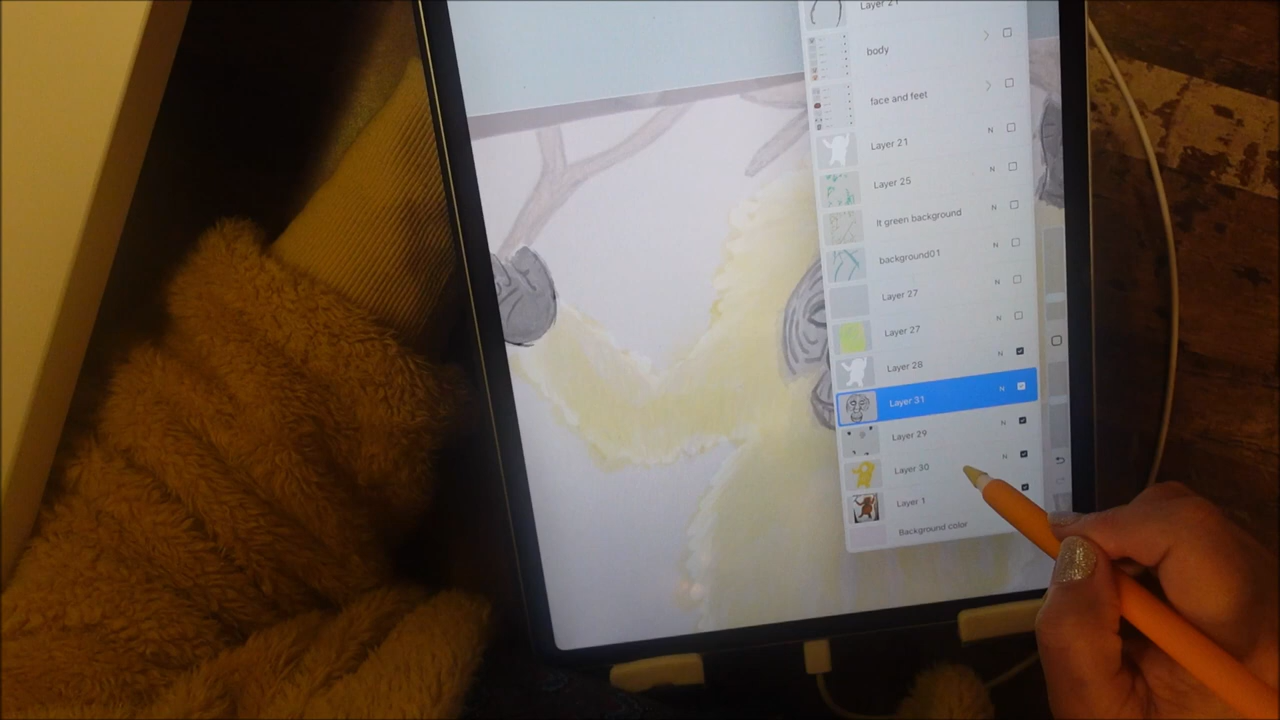 Layer 21
body
face and feet
Layer 21
N
Layer 25
N
lt green background
N
background01
N
Layer 27
N
Layer 27
N
Layer 28
N
Layer 31
N
Layer 29
N
Layer 30
N
Layer 1
Background color